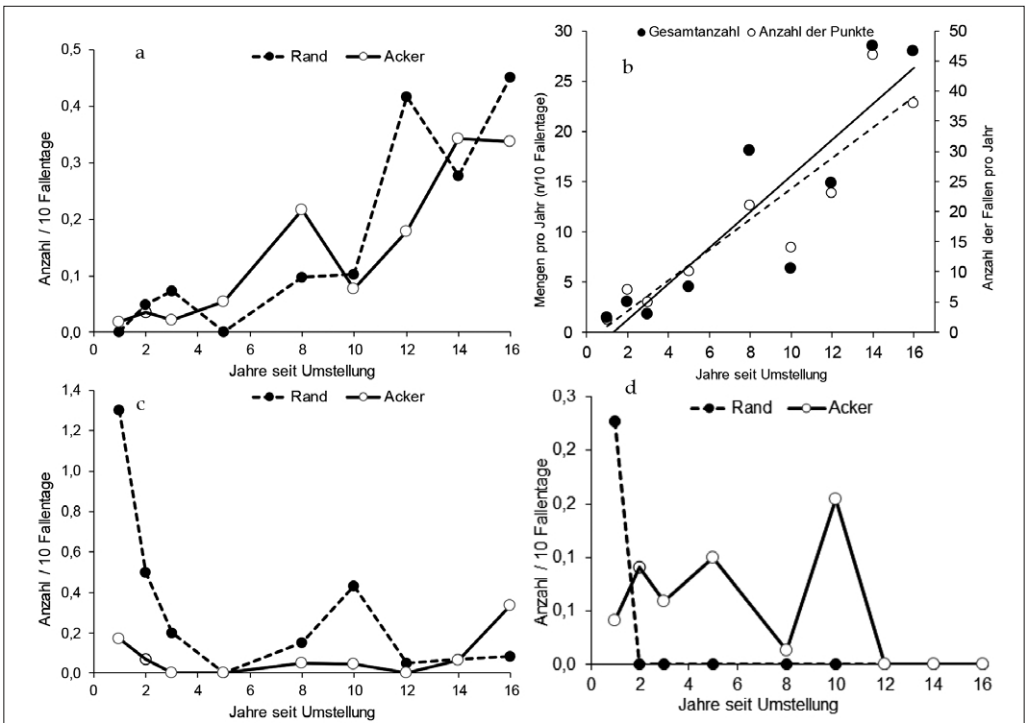 a
Rand Acker
0,5
0,4
0,3
0,2
0,1
0,0
Anzahl / 10 Fallentage
0 2 4 6 8 10 12 14 16
Jahre seit Umstellung
Gesamtanzahl Anzahl der Punkte
b
30
25
20
15
10
5
0
Mengen pro Jahr (n/10 Fallentage)
50
45
40
35
30
25
20
15
10
5
0
Anzahl der Fallen pro Jahr
0 2 4 6 8 10 12 14 16
Jahre seit Umstellung
c
Rand Acker
1,4
1,2
1,0
0,8
0,6
0,4
0,2
0,0
Anzahl / 10 Fallentage
0 2 4 6 8 10 12 14 16
Jahre seit Umstellung
d
Rand Acker
0,3
0,2
0,2
0,1
0,1
0,0
Anzahl / 10 Fallentage
0 2 4 6 8 10 12 14 16
Jahre seit Umstellung